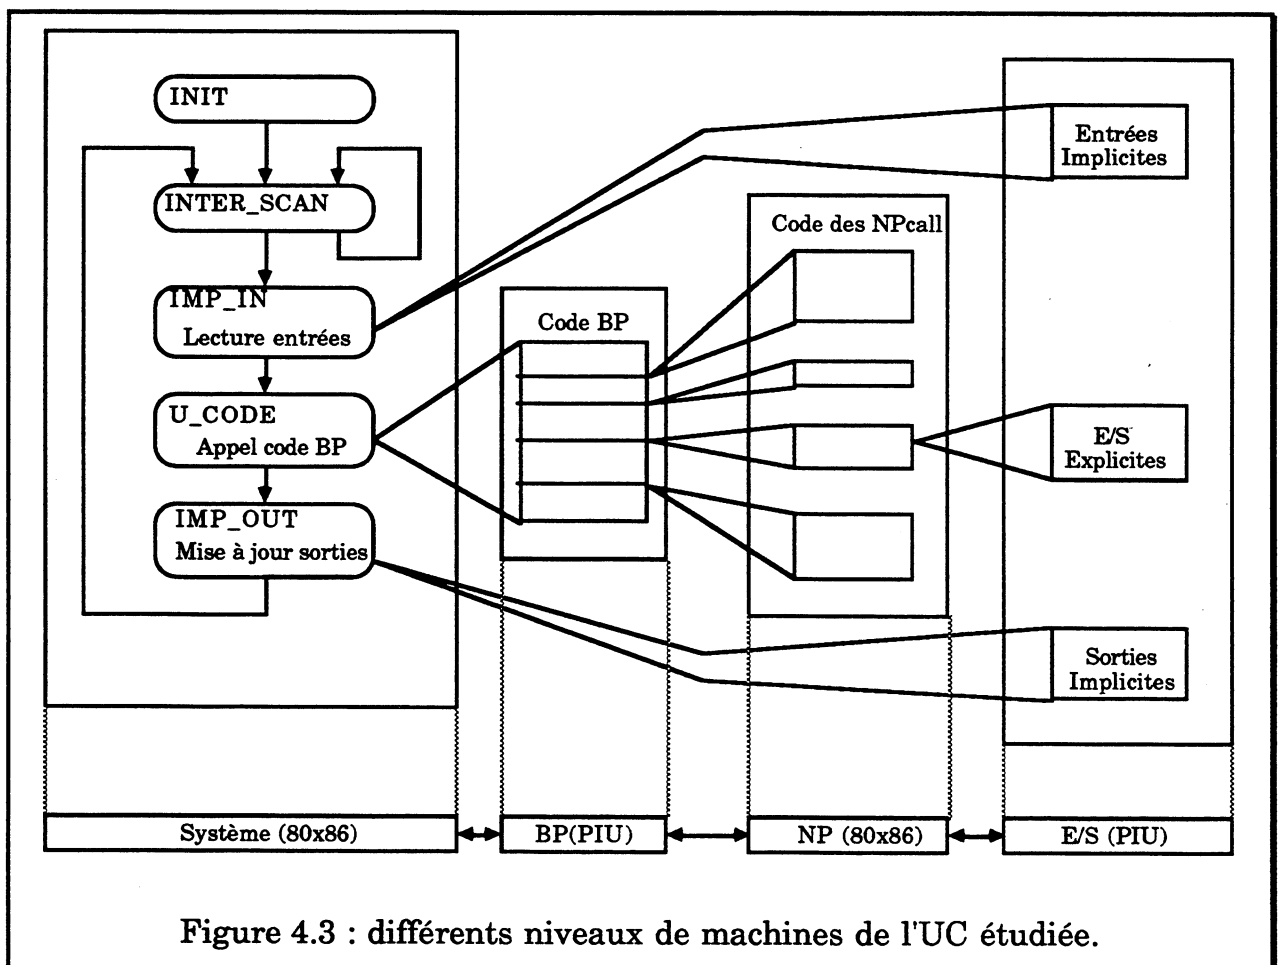 INIT
INTER_SCAN
IMP_IN
Lecture entrées
U_CODE
Appel code BP
IMP_OUT
Mise à jour sorties
Code BP
Code des NPcall
Entrées
Implicites
E/S
Explicites
Sorties
Implicites
Système (80x86)
BP(PIU)
NP (80x86)
E/S (PIU)
Figure 4.3 : différents niveaux de machines de l'UC étudiée.